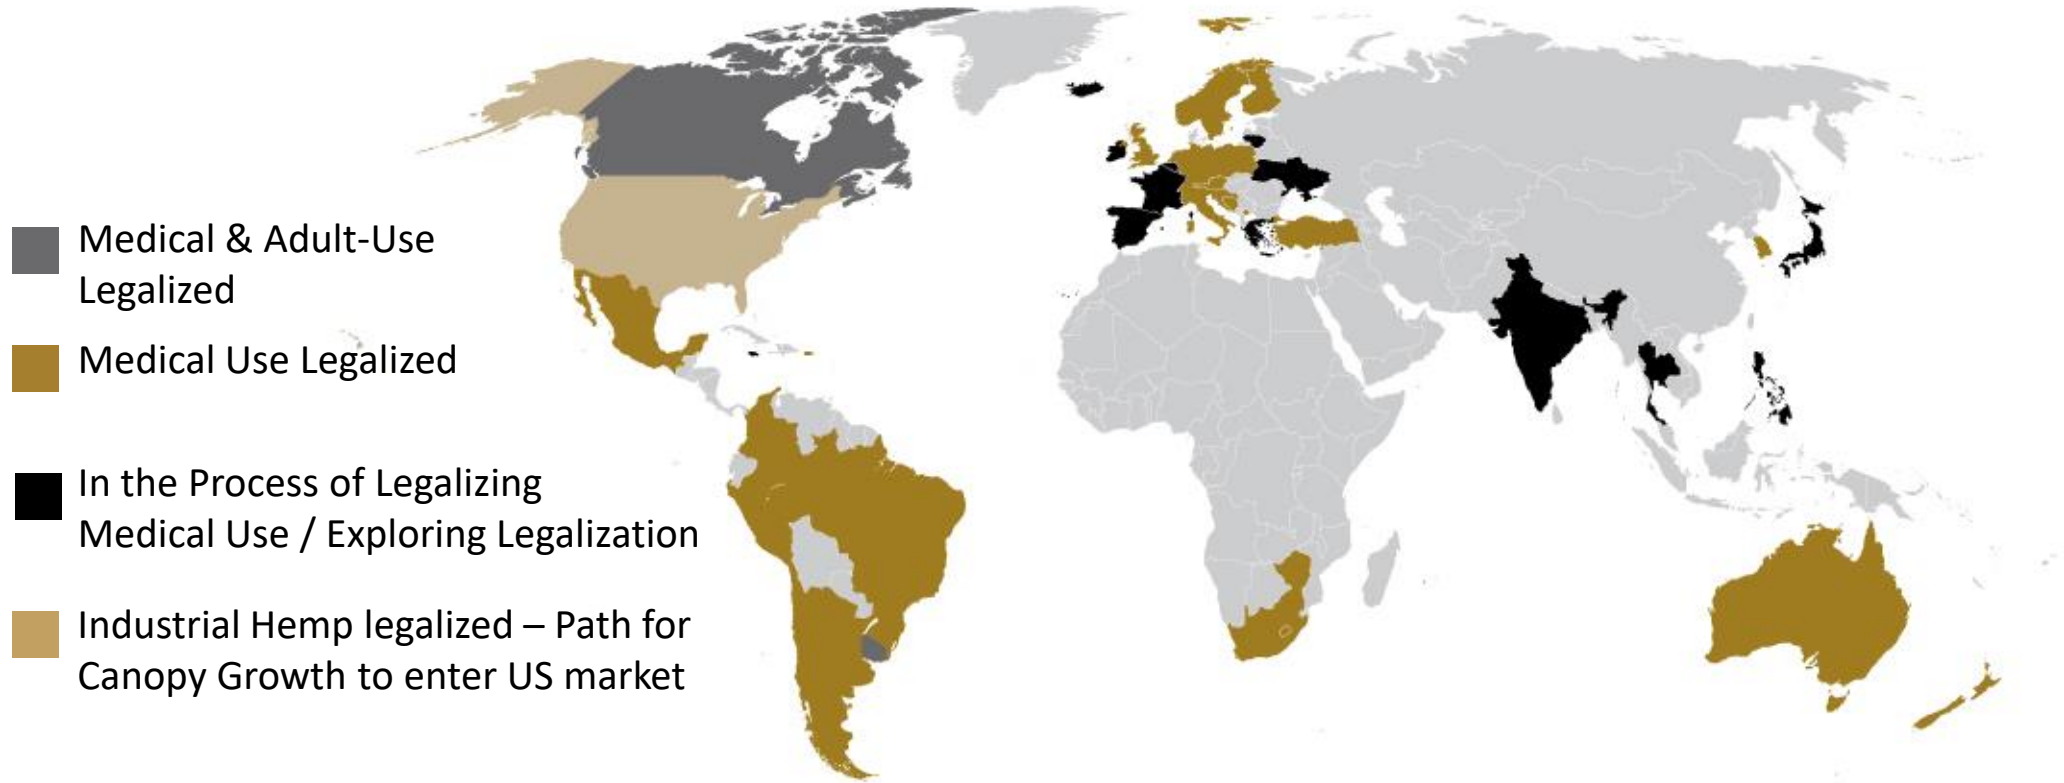 Medical & Adult-Use
Legalized
Medical Use Legalized
In the Process of Legalizing
Medical Use / Exploring Legalization
Industrial Hemp legalized – Path for
Canopy Growth to enter US market